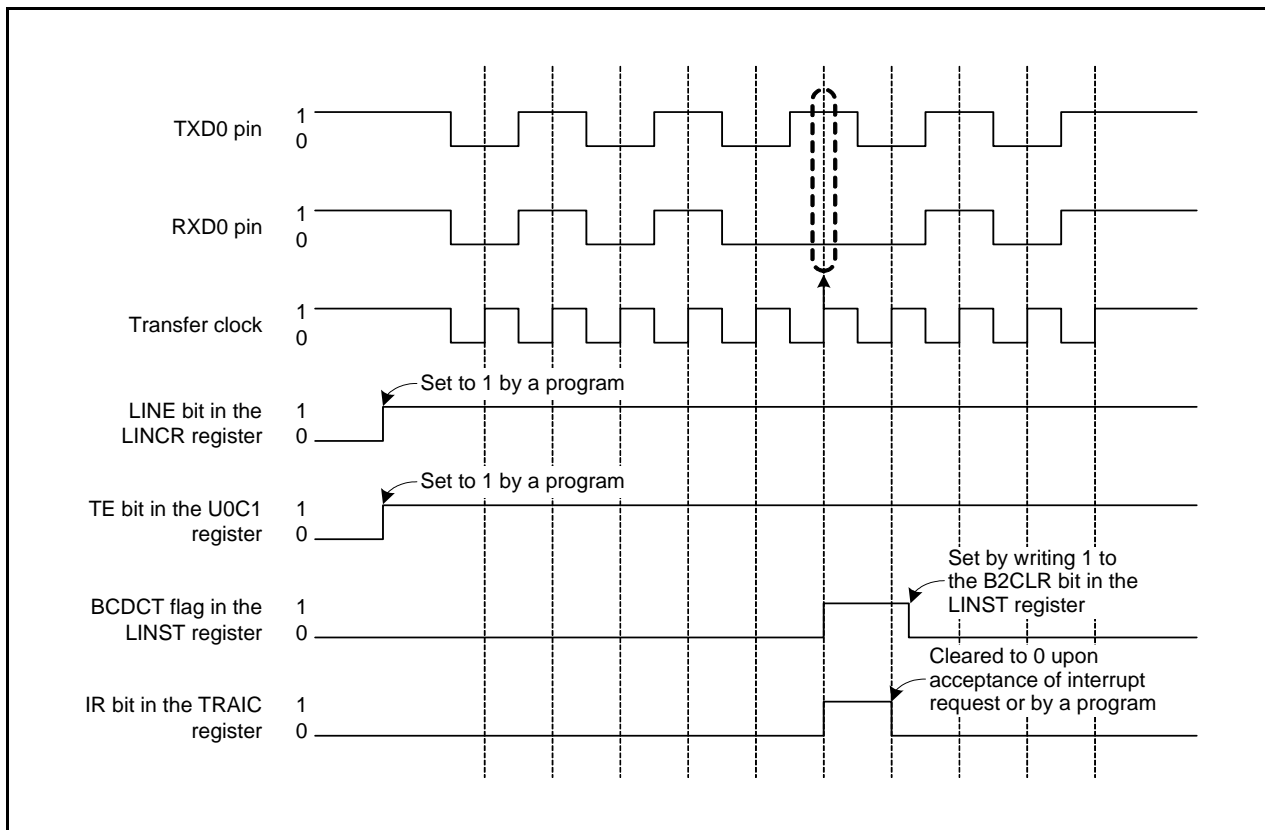 TXD0 pin
1
0
RXD0 pin
1
0
Transfer clock
1
0
Set to 1 by a program
LINE bit in the
LINCR register
1
0
Set to 1 by a program
TE bit in the U0C1
register
1
0
Set by writing 1 to
the B2CLR bit in the
LINST register
BCDCT flag in the
LINST register
1
0
Cleared to 0 upon
acceptance of interrupt
request or by a program
IR bit in the TRAIC
register
1
0